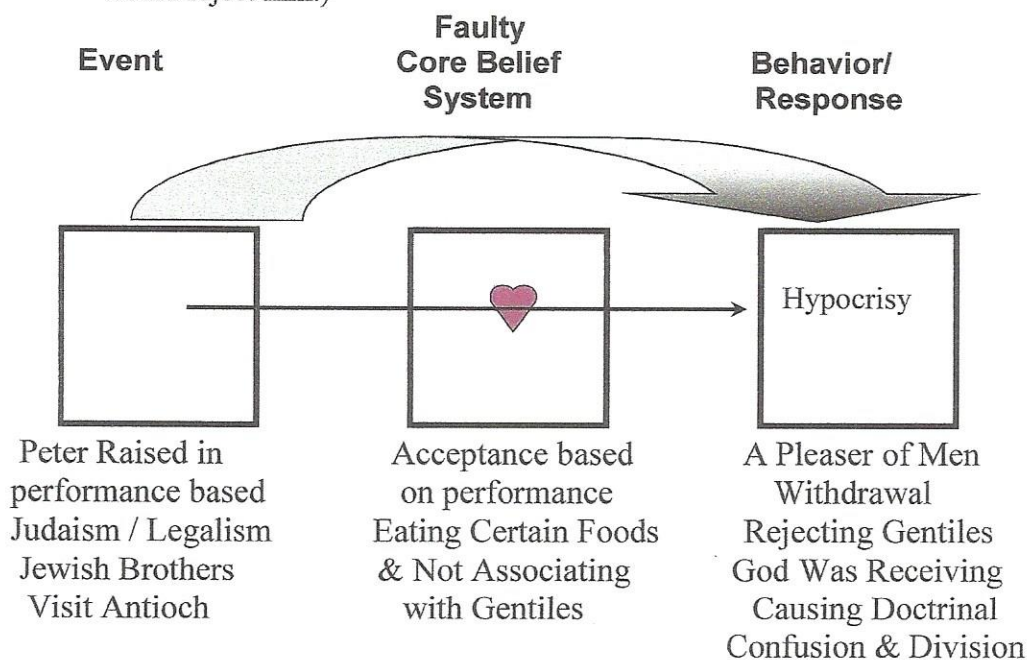 Event
Faulty
Core Belief
System
Behavior/
Response
Hypocrisy
Peter Raised in
performance based
Judaism / Legalism
Jewish Brothers
Visit Antioch
Acceptance based
on performance
Eating Certain Foods
& Not Associating
with Gentiles
A Pleaser of Men
Withdrawal
Rejecting Gentiles
God Was Receiving
Causing Doctrinal
Confusion & Division